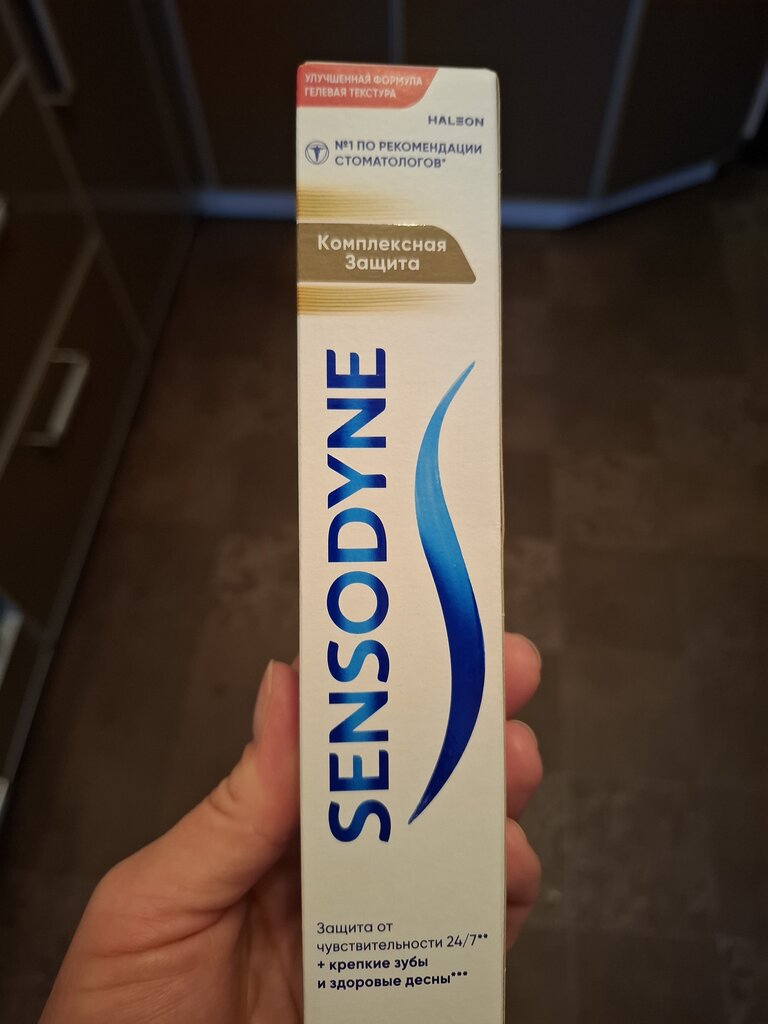 УЛУЧШЕННАЯ ФОРМУЛА
ГЕЛЕВАЯ ТЕКСТУРА
HALEON
№1 ПО РЕКОМЕНДАЦИИ
СТОМАТОЛОГОВ*
Комплексная
Защита
SENSODYNE
Защита от
чувствительности 24/7**
+ крепкие зубы
и здоровые десны***